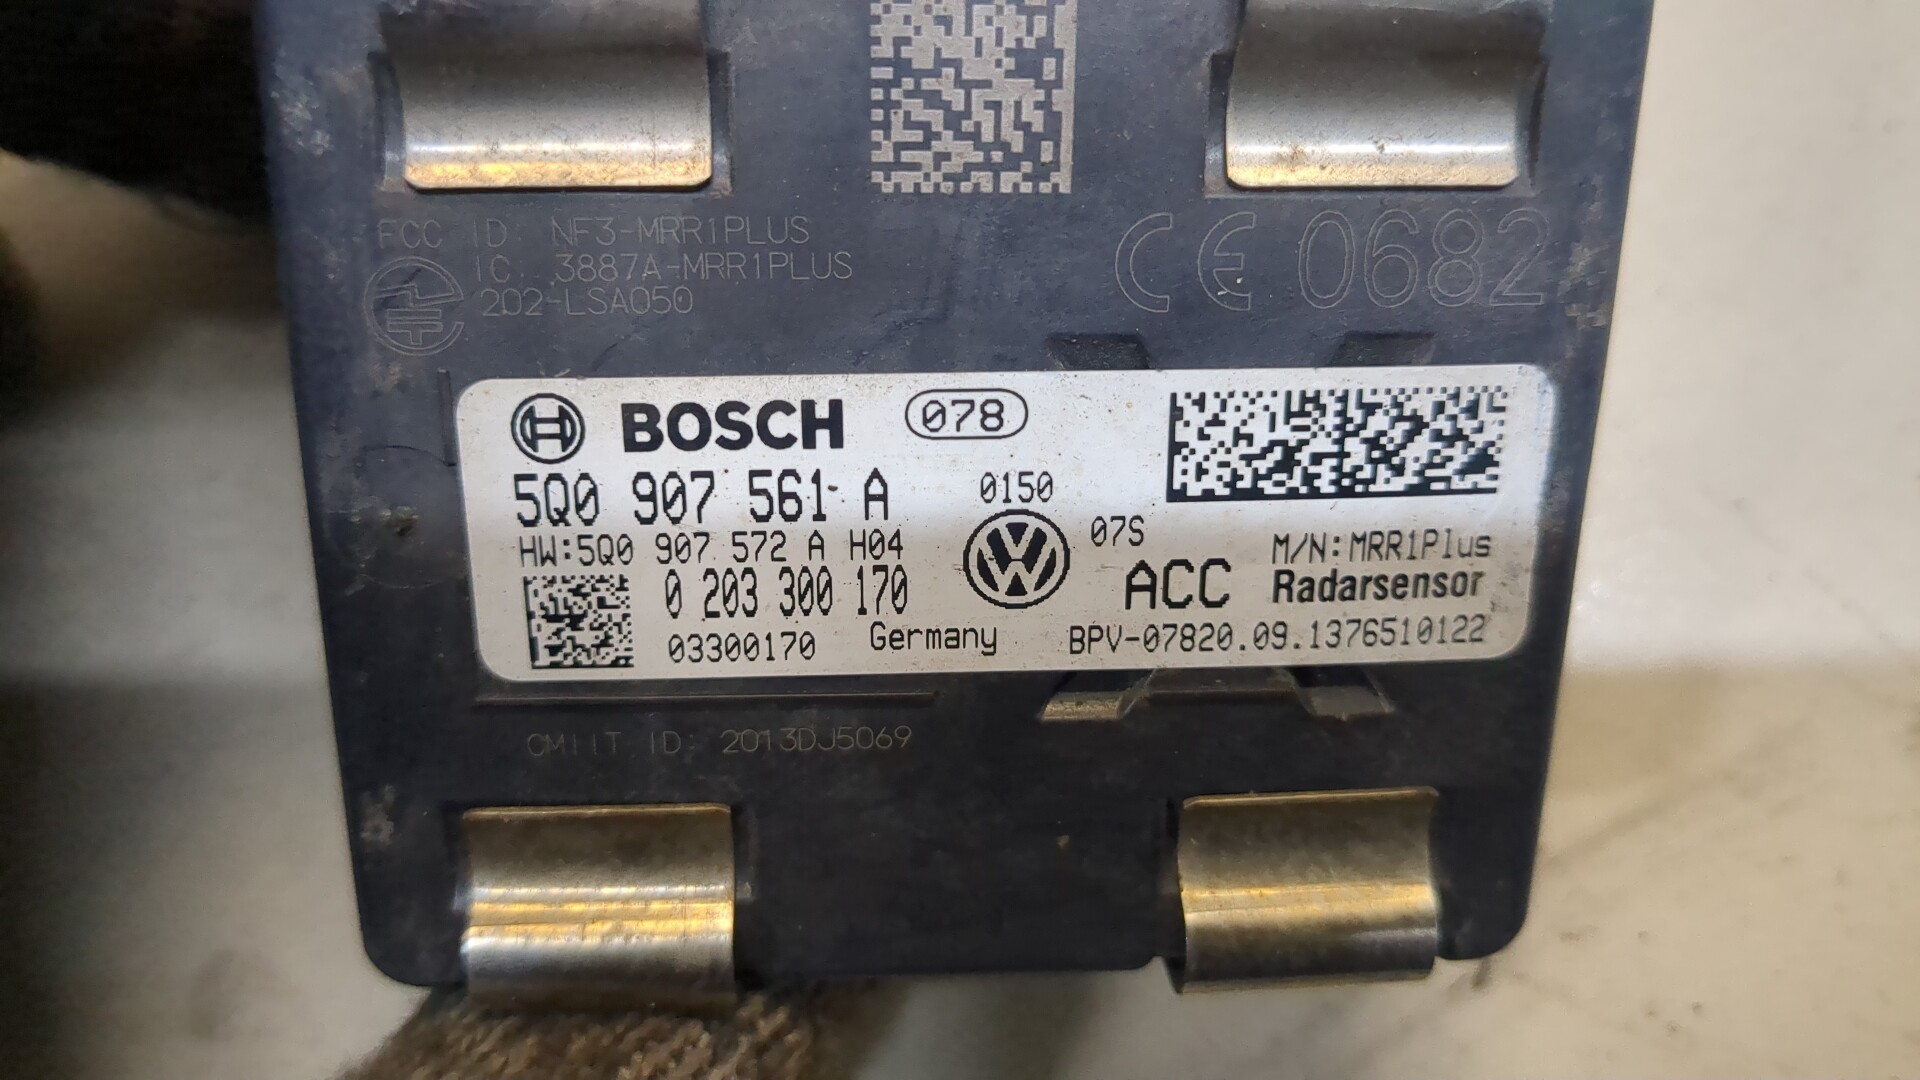 FCC ID: NF3-MRR1PLUS
IC: 3887A-MRR1PLUS
202-LSA050
CE 0682
BOSCH 078
5Q0 907 561 A 0150
HW:5Q0 907 572 A H04 07S M/N:MRR1Plus
0 203 300 170 ACC Radarsensor
03300170 Germany BPV-07820.09.1376510122
CMIIT ID: 2013DJ5069